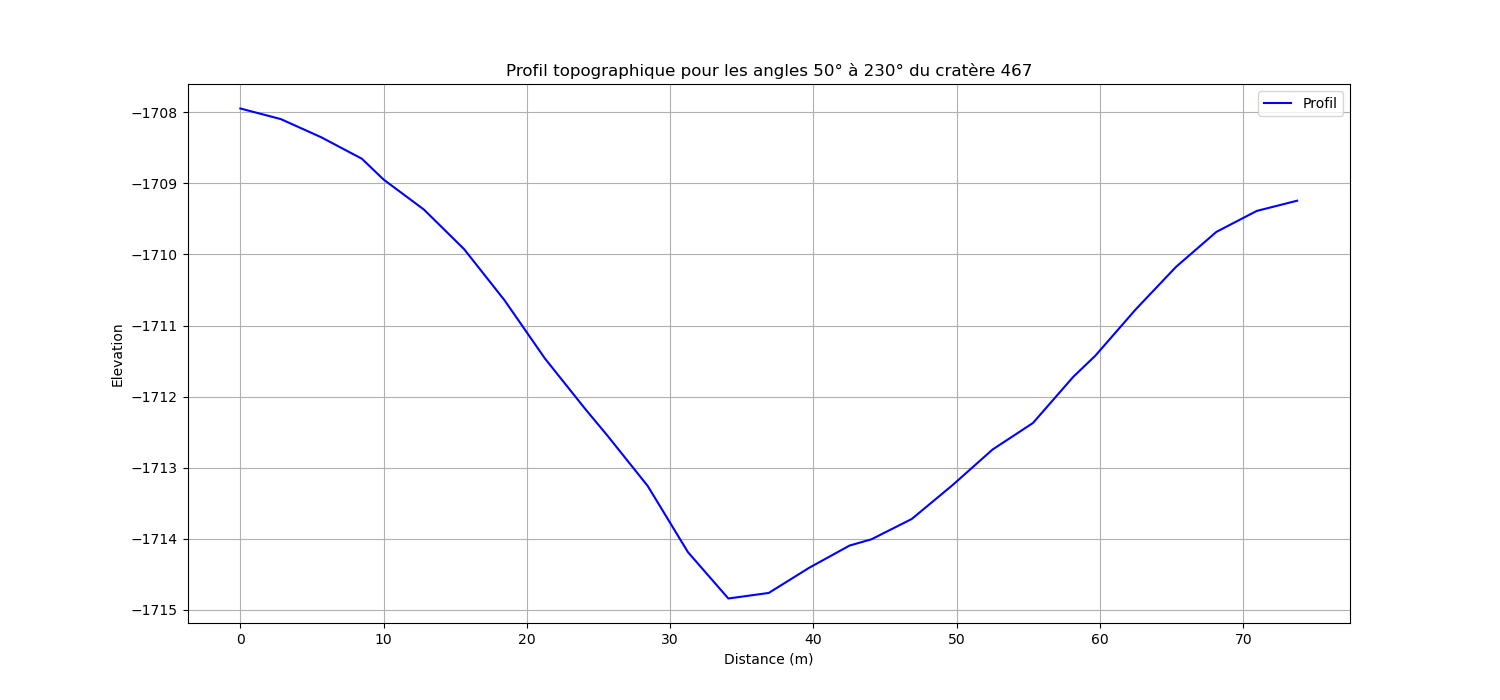 Profil topographique pour les angles 50° à 230° du cratère 467
Profil
−1708
−1709
−1710
−1711
−1712
−1713
−1714
−1715
Elevation
0 10 20 30 40 50 60 70
Distance (m)